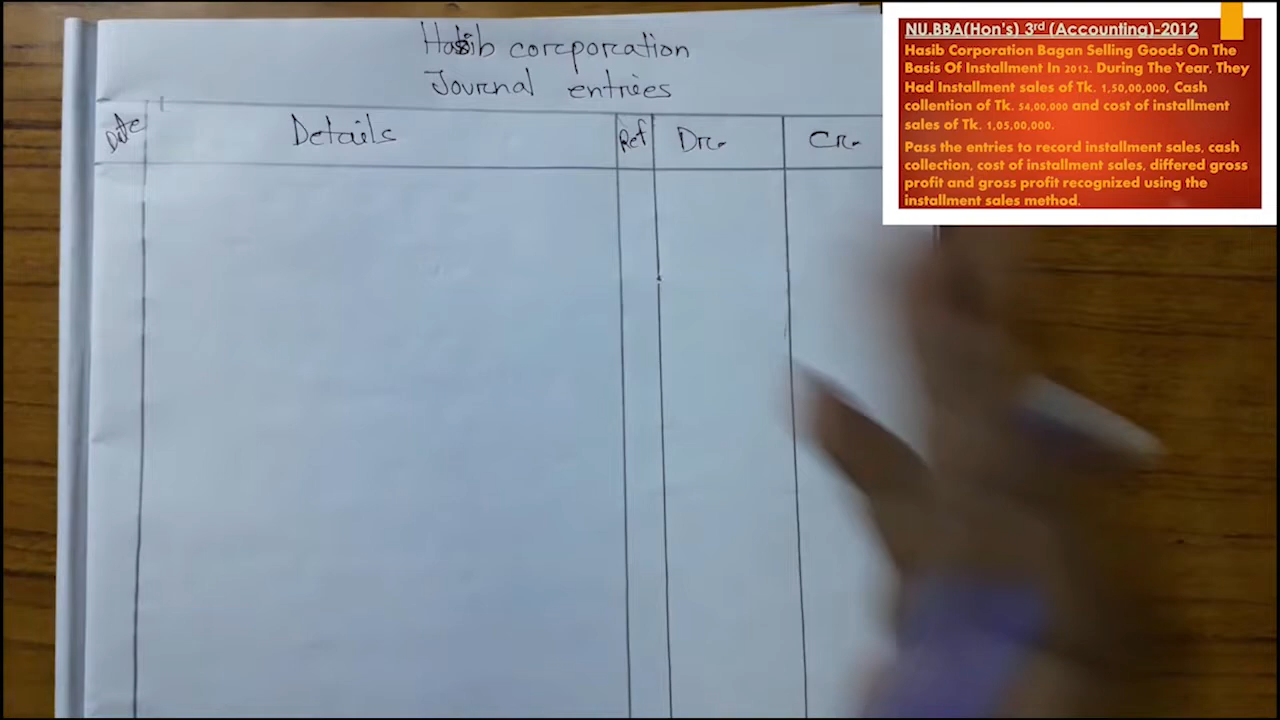 Hasib corporcation
Journal entries
Date Details Ref Dr. Cr.
NU.BBA(Hon's) 3rd (Accounting)-2012
Hasib Corporation Bagan Selling Goods On The
Basis Of Installment In 2012. During The Year, They
Had Installment sales of Tk. 1,50,00,000, Cash
collention of Tk. 54,00,000 and cost of installment
sales of Tk. 1,05,00,000.
Pass the entries to record installment sales, cash
collection, cost of installment sales, differed gross
profit and gross profit recognized using the
installment sales method.